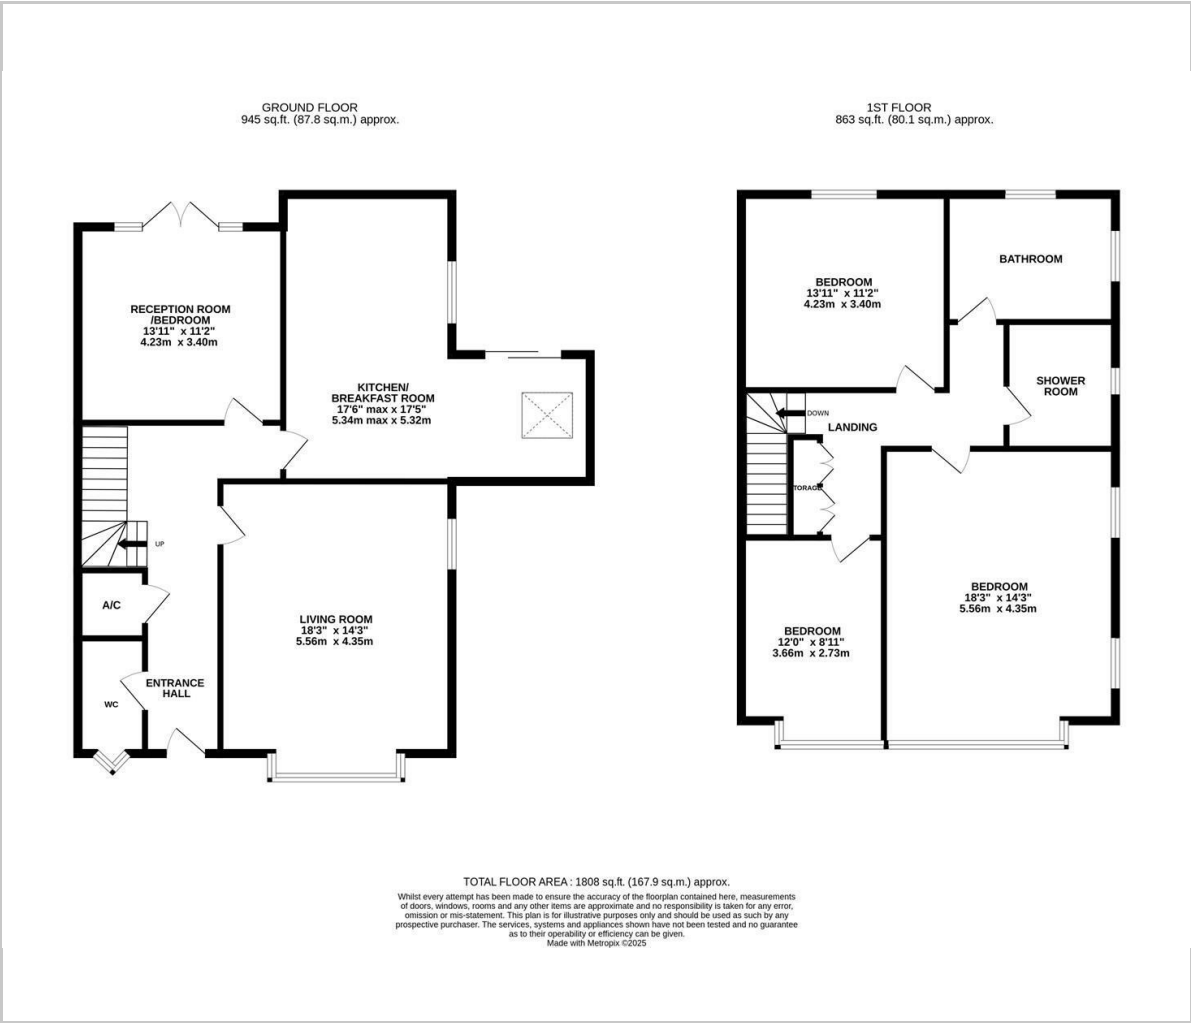 GROUND FLOOR
945 sq.ft. (87.8 sq.m.) approx.
RECEPTION ROOM
/BEDROOM
13'11" x 11'2"
4.23m x 3.40m
KITCHEN/
BREAKFAST ROOM
17'6" max x 17'5"
5.34m max x 5.32m
UP
A/C
LIVING ROOM
18'3" x 14'3"
5.56m x 4.35m
ENTRANCE
HALL
WC
1ST FLOOR
863 sq.ft. (80.1 sq.m.) approx.
BATHROOM
BEDROOM
13'11" x 11'2"
4.23m x 3.40m
SHOWER
ROOM
DOWN
LANDING
TORAGE
BEDROOM
18'3" x 14'3"
5.56m x 4.35m
BEDROOM
12'0" x 8'11"
3.66m x 2.73m
TOTAL FLOOR AREA : 1808 sq.ft. (167.9 sq.m.) approx.
Whilst every attempt has been made to ensure the accuracy of the floorplan contained here, measurements
of doors, windows, rooms and any other items are approximate and no responsibility is taken for any error,
omission or mis-statement. This plan is for illustrative purposes only and should be used as such by any
prospective purchaser. The services, systems and appliances shown have not been tested and no guarantee
as to their operability or efficiency can be given.
Made with Metropix ©2025